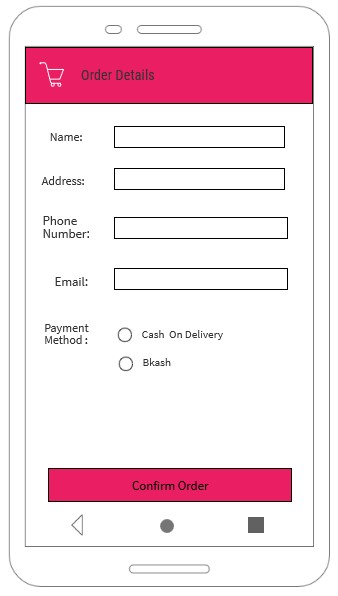 Order Details
Name:
Address:
Phone
Number:
Email:
Payment
Method :
Cash On Delivery
Bkash
Confirm Order